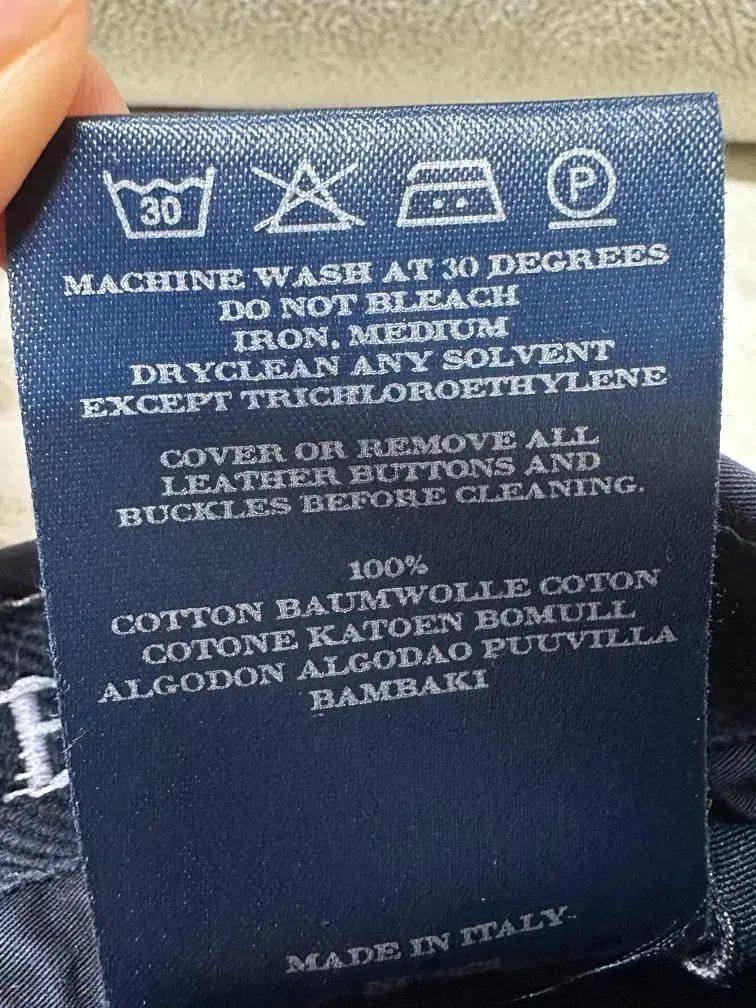 30
P
MACHINE WASH AT 30 DEGREES
DO NOT BLEACH
IRON, MEDIUM
DRYCLEAN ANY SOLVENT
EXCEPT TRICHLOROETHYLENE
COVER OR REMOVE ALL
LEATHER BUTTONS AND
BUCKLES BEFORE CLEANING.
100%
COTTON BAUMWOLLE COTON
COTONE KATOEN BOMULL
ALGODON ALGODAO PUUVILLA
BAMBAKI
MADE IN ITALY